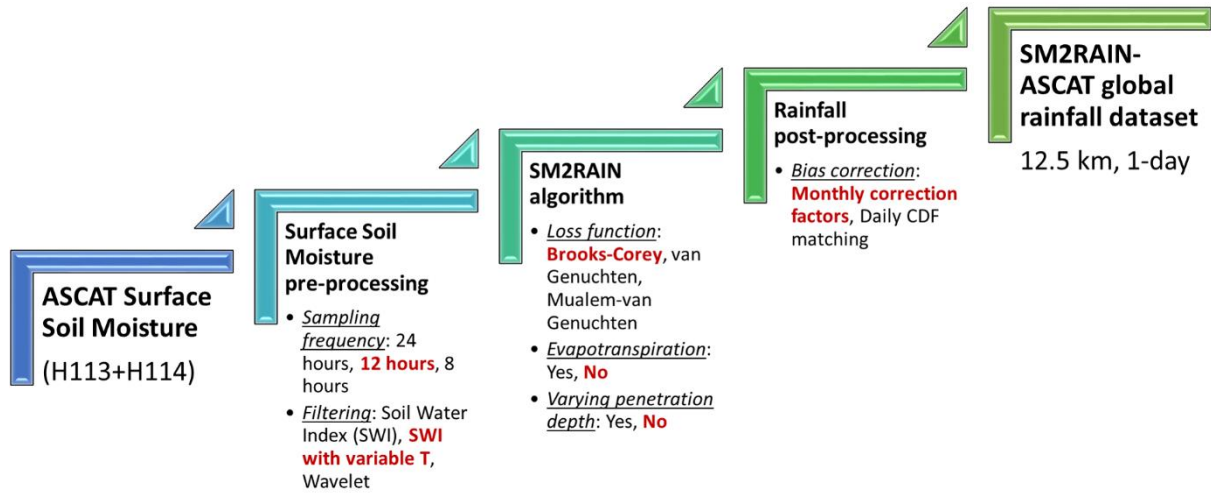 ASCAT Surface
Soil Moisture
(H113+H114)
Surface Soil
Moisture
pre-processing
• Sampling
frequency: 24
hours, 12 hours, 8
hours
• Filtering: Soil Water
Index (SWI), SWI
with variable T,
Wavelet
SM2RAIN
algorithm
• Loss function:
Brooks-Corey, van
Genuchten,
Mualem-van
Genuchten
• Evapotranspiration:
Yes, No
• Varying penetration
depth: Yes, No
Rainfall
post-processing
• Bias correction:
Monthly correction
factors, Daily CDF
matching
SM2RAIN-
ASCAT global
rainfall dataset
12.5 km, 1-day